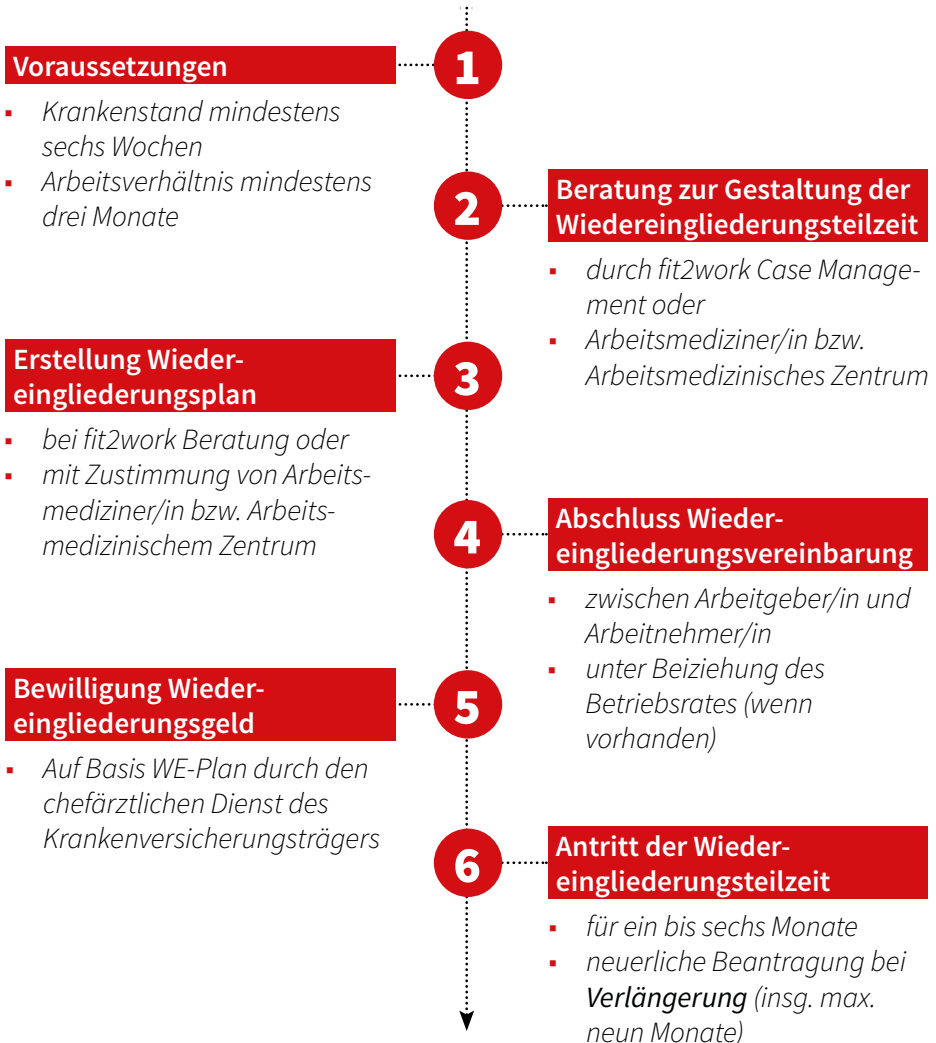 1
Voraussetzungen
▪ Krankenstand mindestens
sechs Wochen
▪ Arbeitsverhältnis mindestens
drei Monate
2
Beratung zur Gestaltung der
Wiedereingliederungsteilzeit
▪ durch fit2work Case Manage-
ment oder
▪ Arbeitsmediziner/in bzw.
Arbeitsmedizinisches Zentrum
3
Erstellung Wieder-
eingliederungsplan
▪ bei fit2work Beratung oder
▪ mit Zustimmung von Arbeits-
mediziner/in bzw. Arbeits-
medizinischem Zentrum
4
Abschluss Wieder-
eingliederungsvereinbarung
▪ zwischen Arbeitgeber/in und
Arbeitnehmer/in
▪ unter Beiziehung des
Betriebsrates (wenn
vorhanden)
5
Bewilligung Wieder-
eingliederungsgeld
▪ Auf Basis WE-Plan durch den
chefärztlichen Dienst des
Krankenversicherungsträgers
6
Antritt der Wieder-
eingliederungsteilzeit
▪ für ein bis sechs Monate
▪ neuerliche Beantragung bei
Verlängerung (insg. max.
neun Monate)